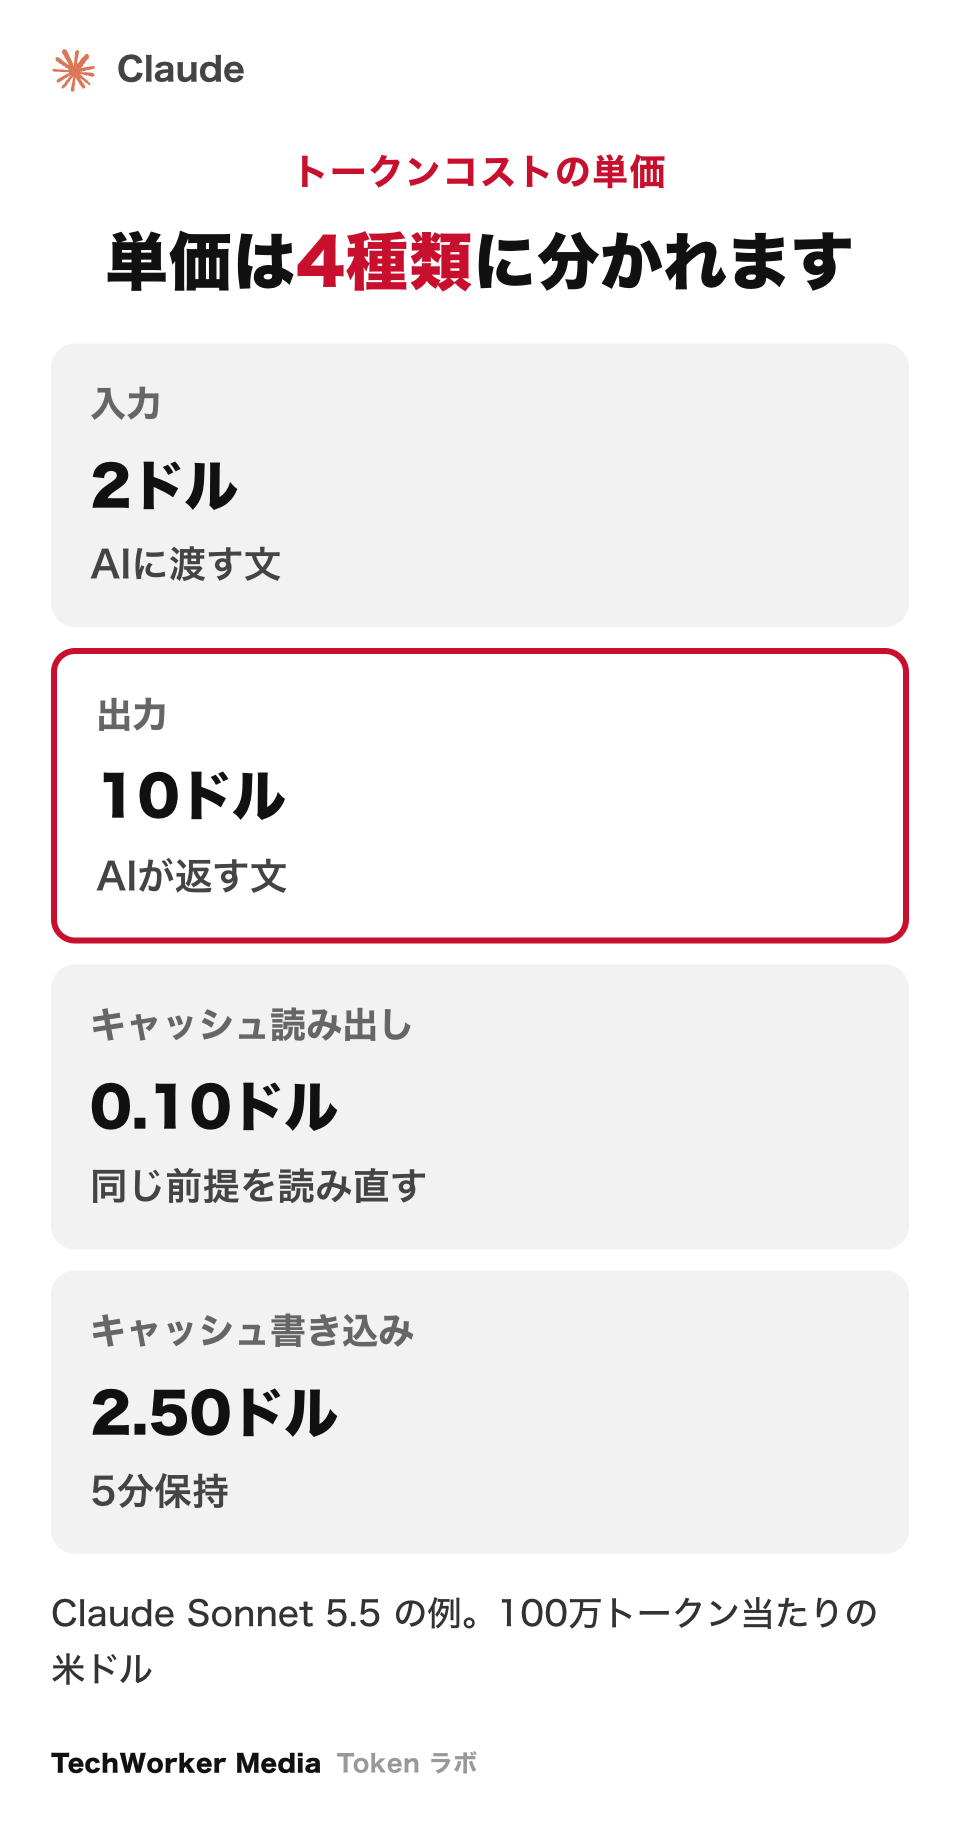 Claude
トークンコストの単価
単価は4種類に分かれます
入力
2ドル
AIに渡す文
出力
10ドル
AIが返す文
キャッシュ読み出し
0.10ドル
同じ前提を読み直す
キャッシュ書き込み
2.50ドル
5分保持
Claude Sonnet 5.5 の例。100万トークン当たりの
米ドル
TechWorker Media Token ラボ